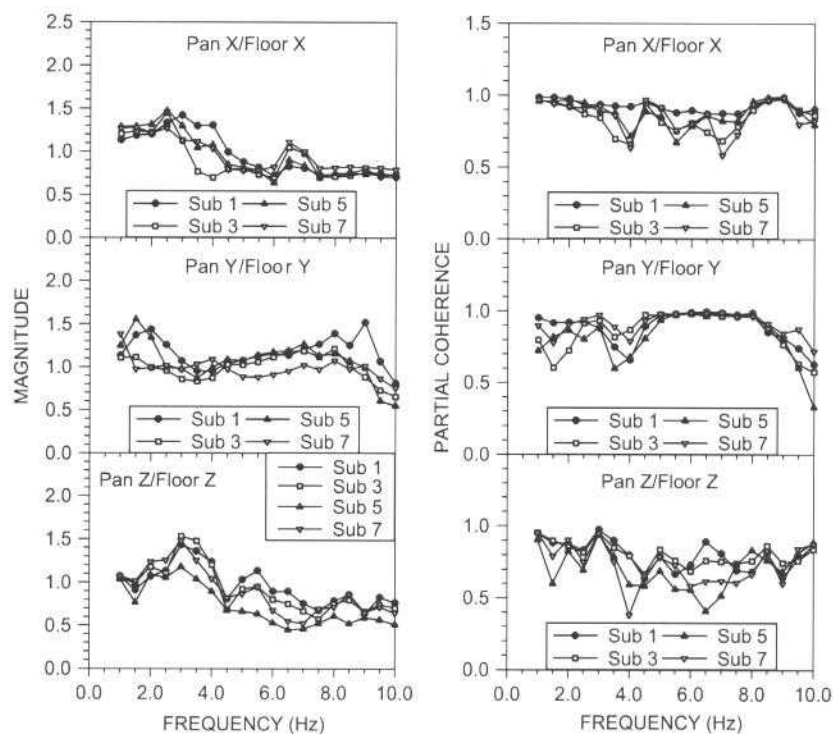 2.5
2.0
1.5
1.0
0.5
0.0
Pan X/Floor X
Sub 1 Sub 5
Sub 3 Sub 7
2.0
1.5
1.0
0.5
0.0
Pan Y/Floor Y
Sub 1 Sub 5
Sub 3 Sub 7
2.0
1.5
1.0
0.5
0.0
Pan Z/Floor Z
Sub 1
Sub 3
Sub 5
Sub 7
0.0 2.0 4.0 6.0 8.0 10.0
FREQUENCY (Hz)
MAGNITUDE
1.5
1.0
0.5
0.0
Pan X/Floor X
Sub 1 Sub 5
Sub 3 Sub 7
1.0
0.5
0.0
Pan Y/Floor Y
Sub 1 Sub 5
Sub 3 Sub 7
1.0
0.5
0.0
Pan Z/Floor Z
Sub 1 Sub 5
Sub 3 Sub 7
0.0 2.0 4.0 6.0 8.0 10.0
FREQUENCY (Hz)
PARTIAL COHERENCE